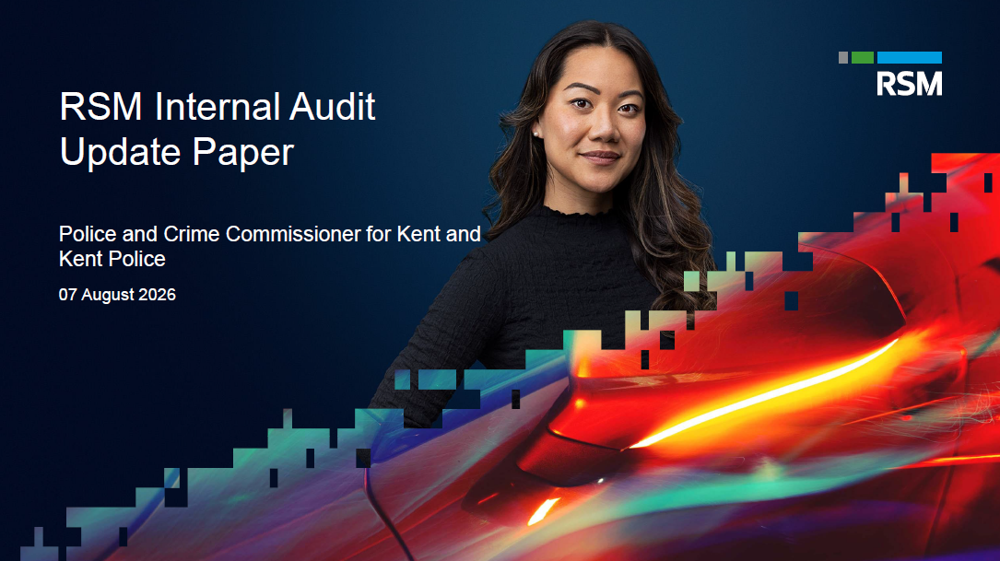 RSM Internal Audit
Update Paper
RSM
Police and Crime Commissioner for Kent and
Kent Police
07 August 2026